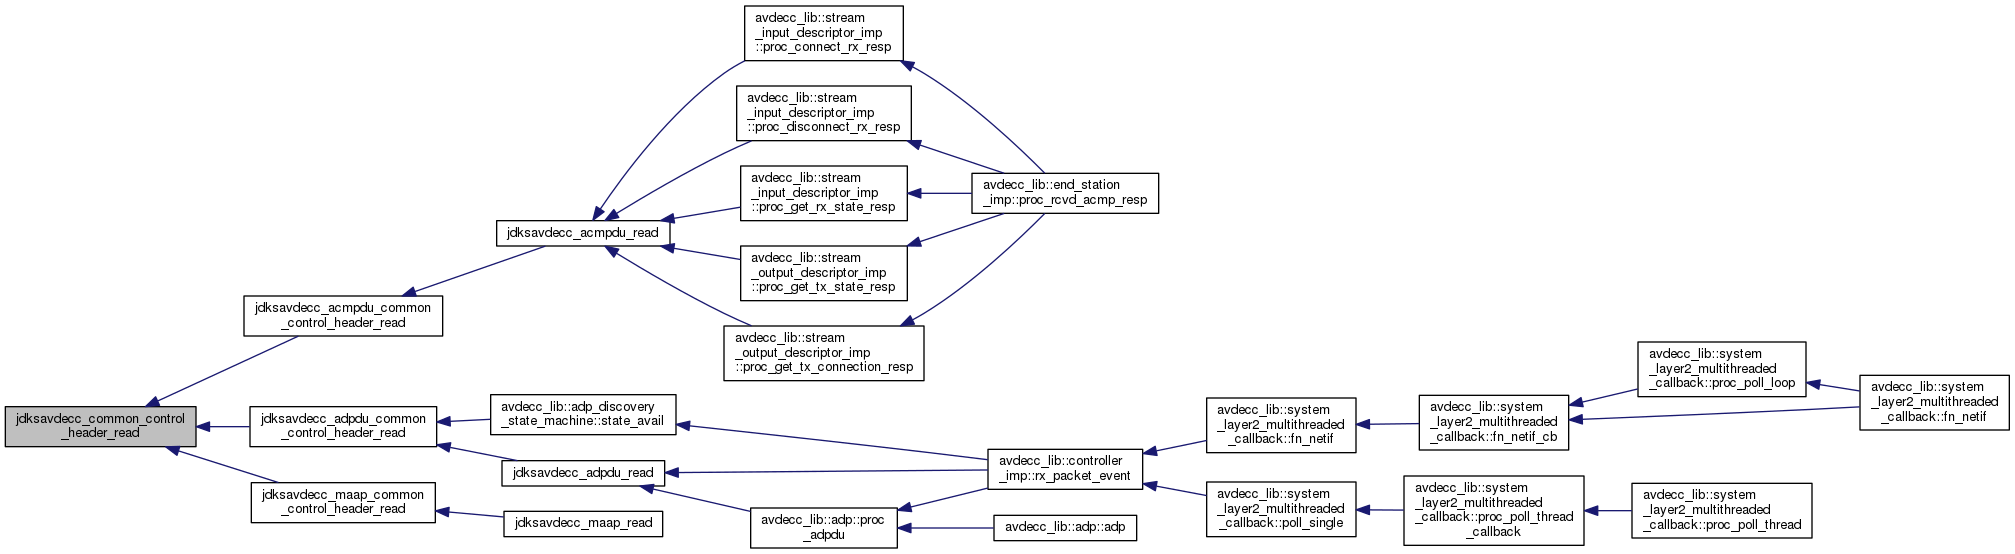 avdecc_lib::stream
_input_descriptor_imp
::proc_connect_rx_resp
avdecc_lib::stream
_input_descriptor_imp
::proc_disconnect_rx_resp
avdecc_lib::stream
_input_descriptor_imp
::proc_get_rx_state_resp
avdecc_lib::end_station
_imp::proc_rcvd_acmp_resp
jdksavdecc_acmpdu_read
avdecc_lib::stream
_output_descriptor_imp
::proc_get_tx_state_resp
jdksavdecc_acmpdu_common
_control_header_read
avdecc_lib::stream
_output_descriptor_imp
::proc_get_tx_connection_resp
jdksavdecc_common_control
_header_read
jdksavdecc_adpdu_common
_control_header_read
avdecc_lib::adp_discovery
_state_machine::state_avail
jdksavdecc_adpdu_read
jdksavdecc_maap_common
_control_header_read
jdksavdecc_maap_read
avdecc_lib::adp::proc
_adpdu
avdecc_lib::controller
_imp::rx_packet_event
avdecc_lib::adp::adp
avdecc_lib::system
_layer2_multithreaded
_callback::fn_netif
avdecc_lib::system
_layer2_multithreaded
_callback::fn_netif_cb
avdecc_lib::system
_layer2_multithreaded
_callback::proc_poll_loop
avdecc_lib::system
_layer2_multithreaded
_callback::fn_netif
avdecc_lib::system
_layer2_multithreaded
_callback::poll_single
avdecc_lib::system
_layer2_multithreaded
_callback::proc_poll_thread
_callback
avdecc_lib::system
_layer2_multithreaded
_callback::proc_poll_thread